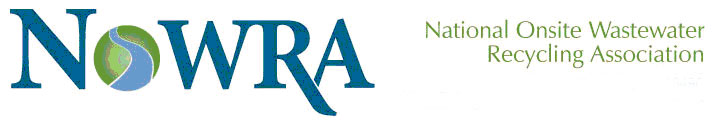 NOWRA
National Onsite Wastewater
Recycling Association